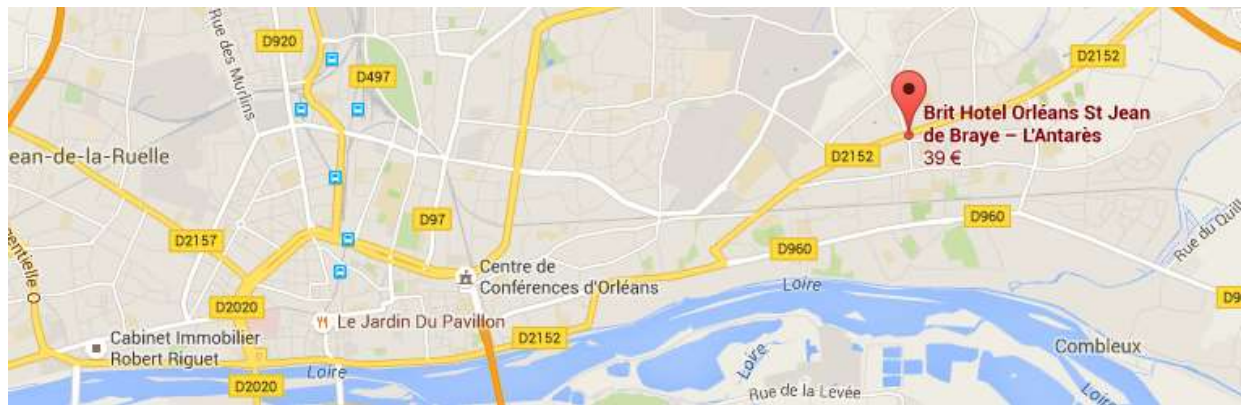 D920
Rue des Murlins
D497
D2152
Brit Hotel Orléans St Jean
de Braye – L'Antarès
39 €
D2152
ean-de-la-Ruelle
D97
D2157
D960
D960
Rue du Quill
entielle O
Centre de
Conférences d'Orléans
Loire
D2020
D9
Le Jardin Du Pavillon
Cabinet Immobilier
Robert Riguet
D2152
Loire
Combleux
Loire
D2020
Rue de la Levée
Loire